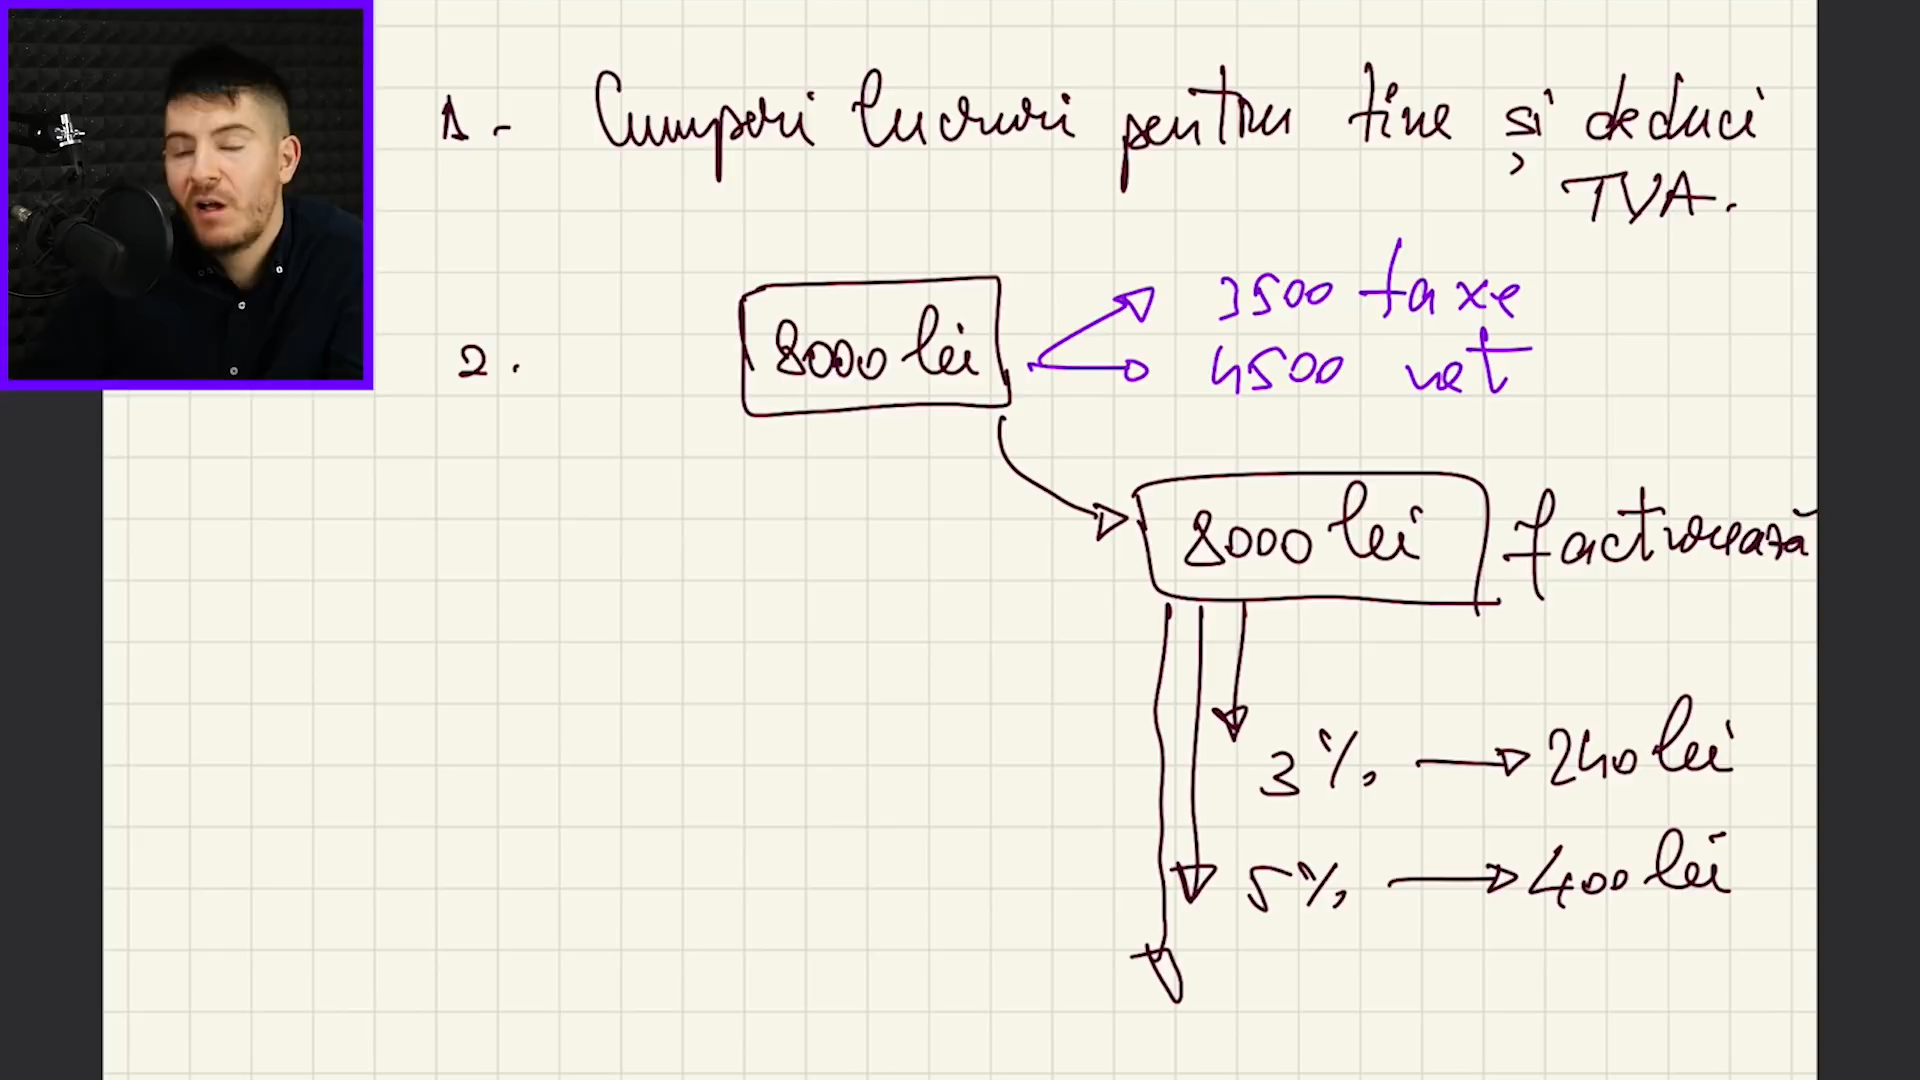 1. - Cumperi lucruri pentru tine și deduci
TVA.
2. 8000 lei
3500 taxe
4500 net
8000 lei facturează
3% → 240 lei
5% → 400 lei